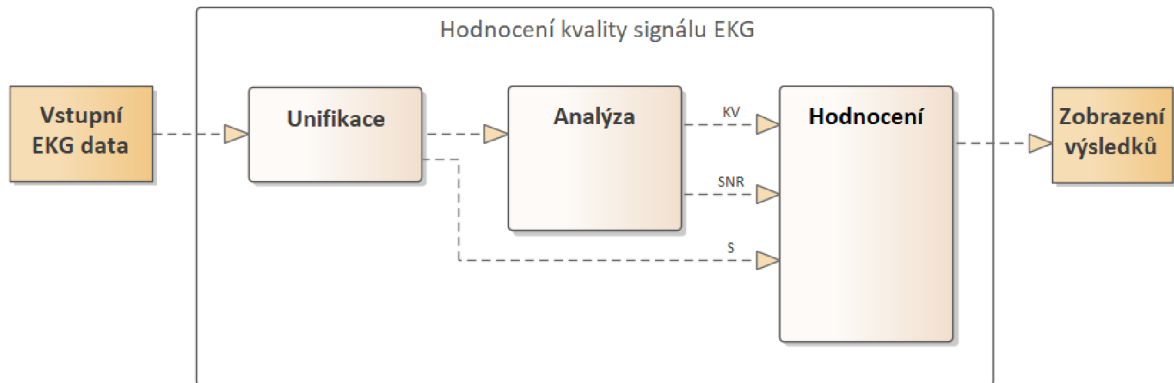 Hodnocení kvality signálu EKG
Vstupní
EKG data
Unifikace
Analýza
KV
SNR
S
Hodnocení
Zobrazení
výsledků